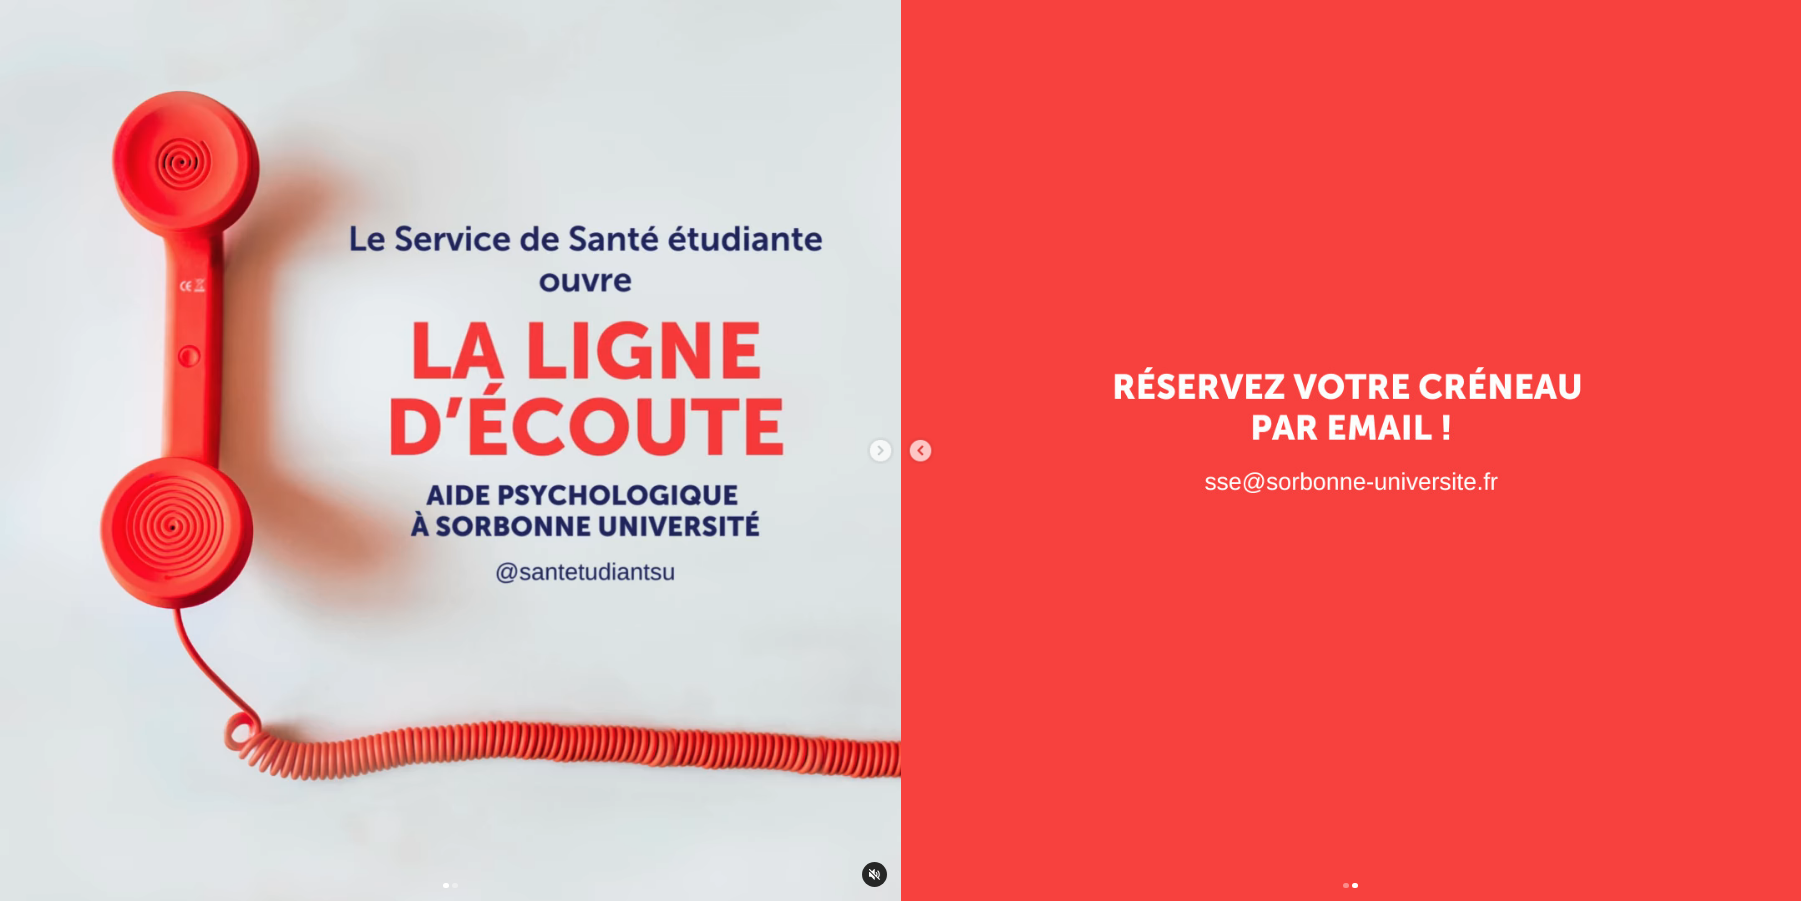 Le Service de Santé étudiante
ouvre
LA LIGNE
D’ÉCOUTE
AIDE PSYCHOLOGIQUE
À SORBONNE UNIVERSITÉ
@santetudiantsu
CE
RÉSERVEZ VOTRE CRÉNEAU
PAR EMAIL !
sse@sorbonne-universite.fr